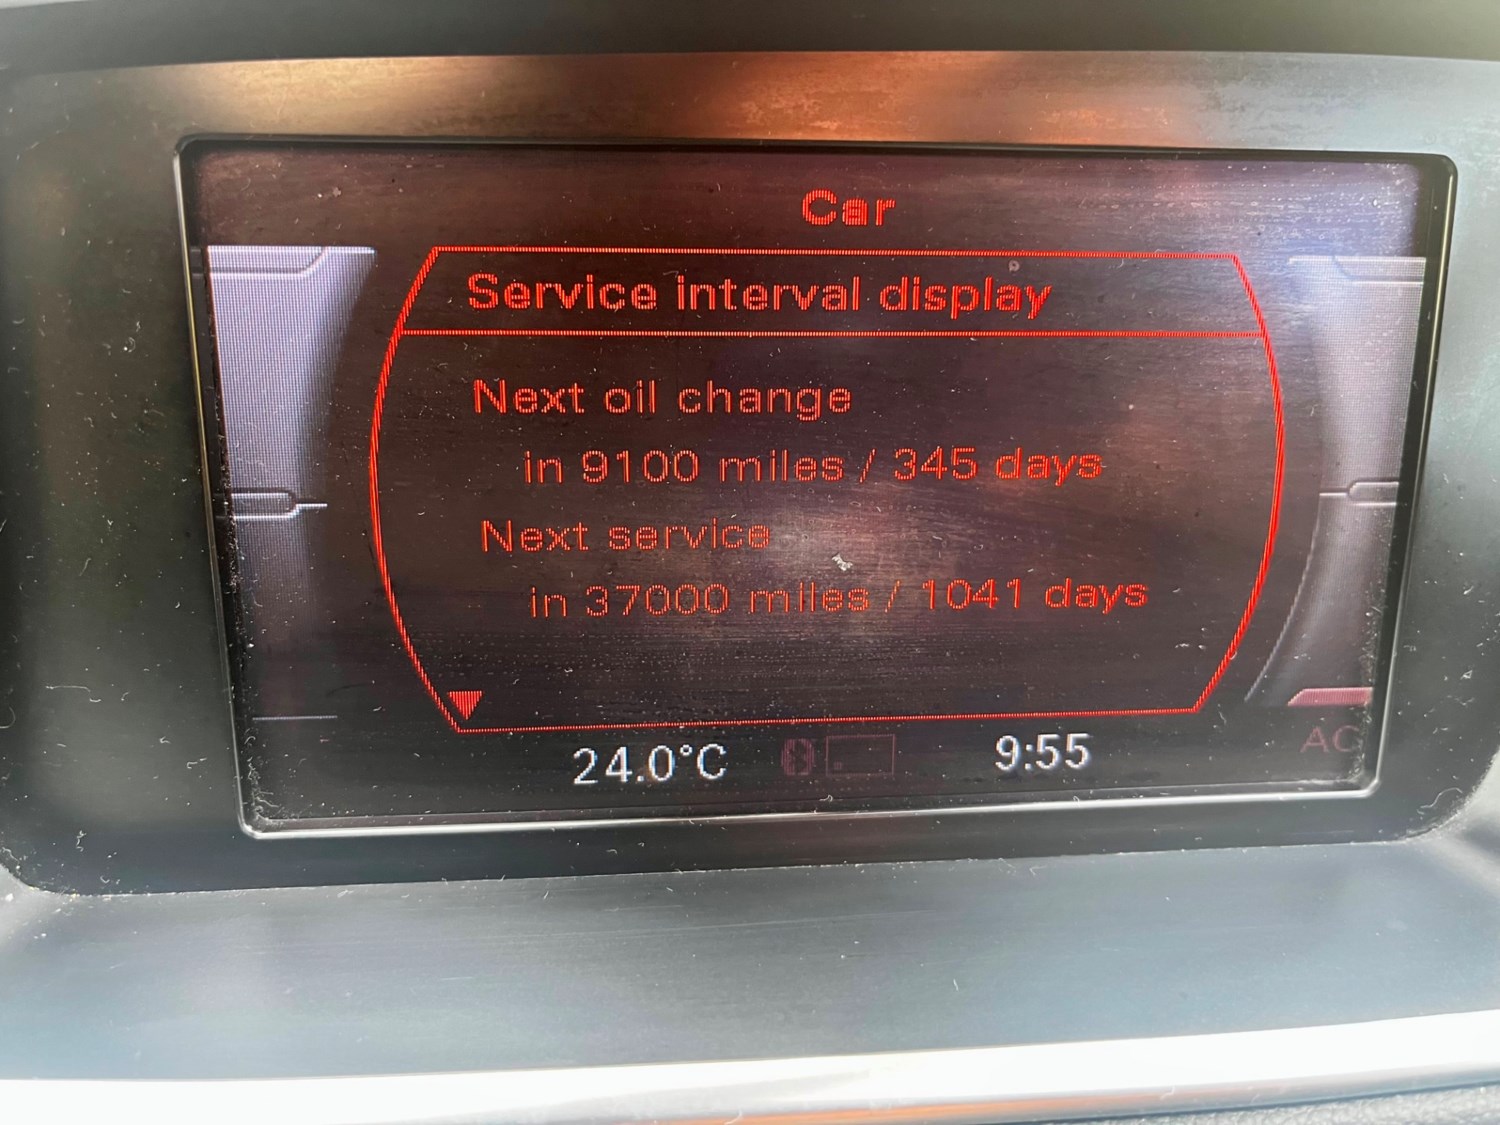 Car
Service interval display
Next oil change
in 9100 miles / 345 days
Next service
in 37000 miles / 1041 days
24.0°C
9:55
AC